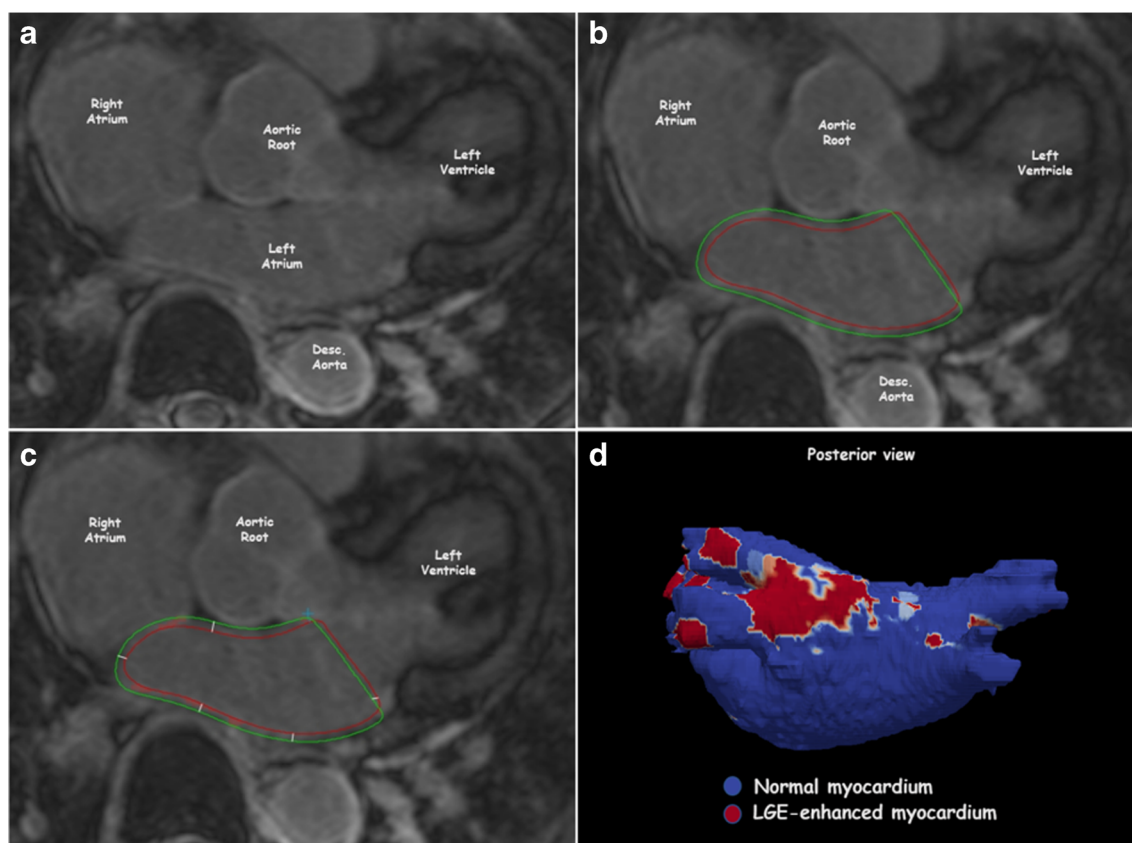 a
Right
Atrium
Aortic
Root
Left
Ventricle
Left
Atrium
Desc.
Aorta
b
Right
Atrium
Aortic
Root
Left
Ventricle
Desc.
Aorta
c
Right
Atrium
Aortic
Root
Left
Ventricle
d
Posterior view
Normal myocardium
LGE-enhanced myocardium